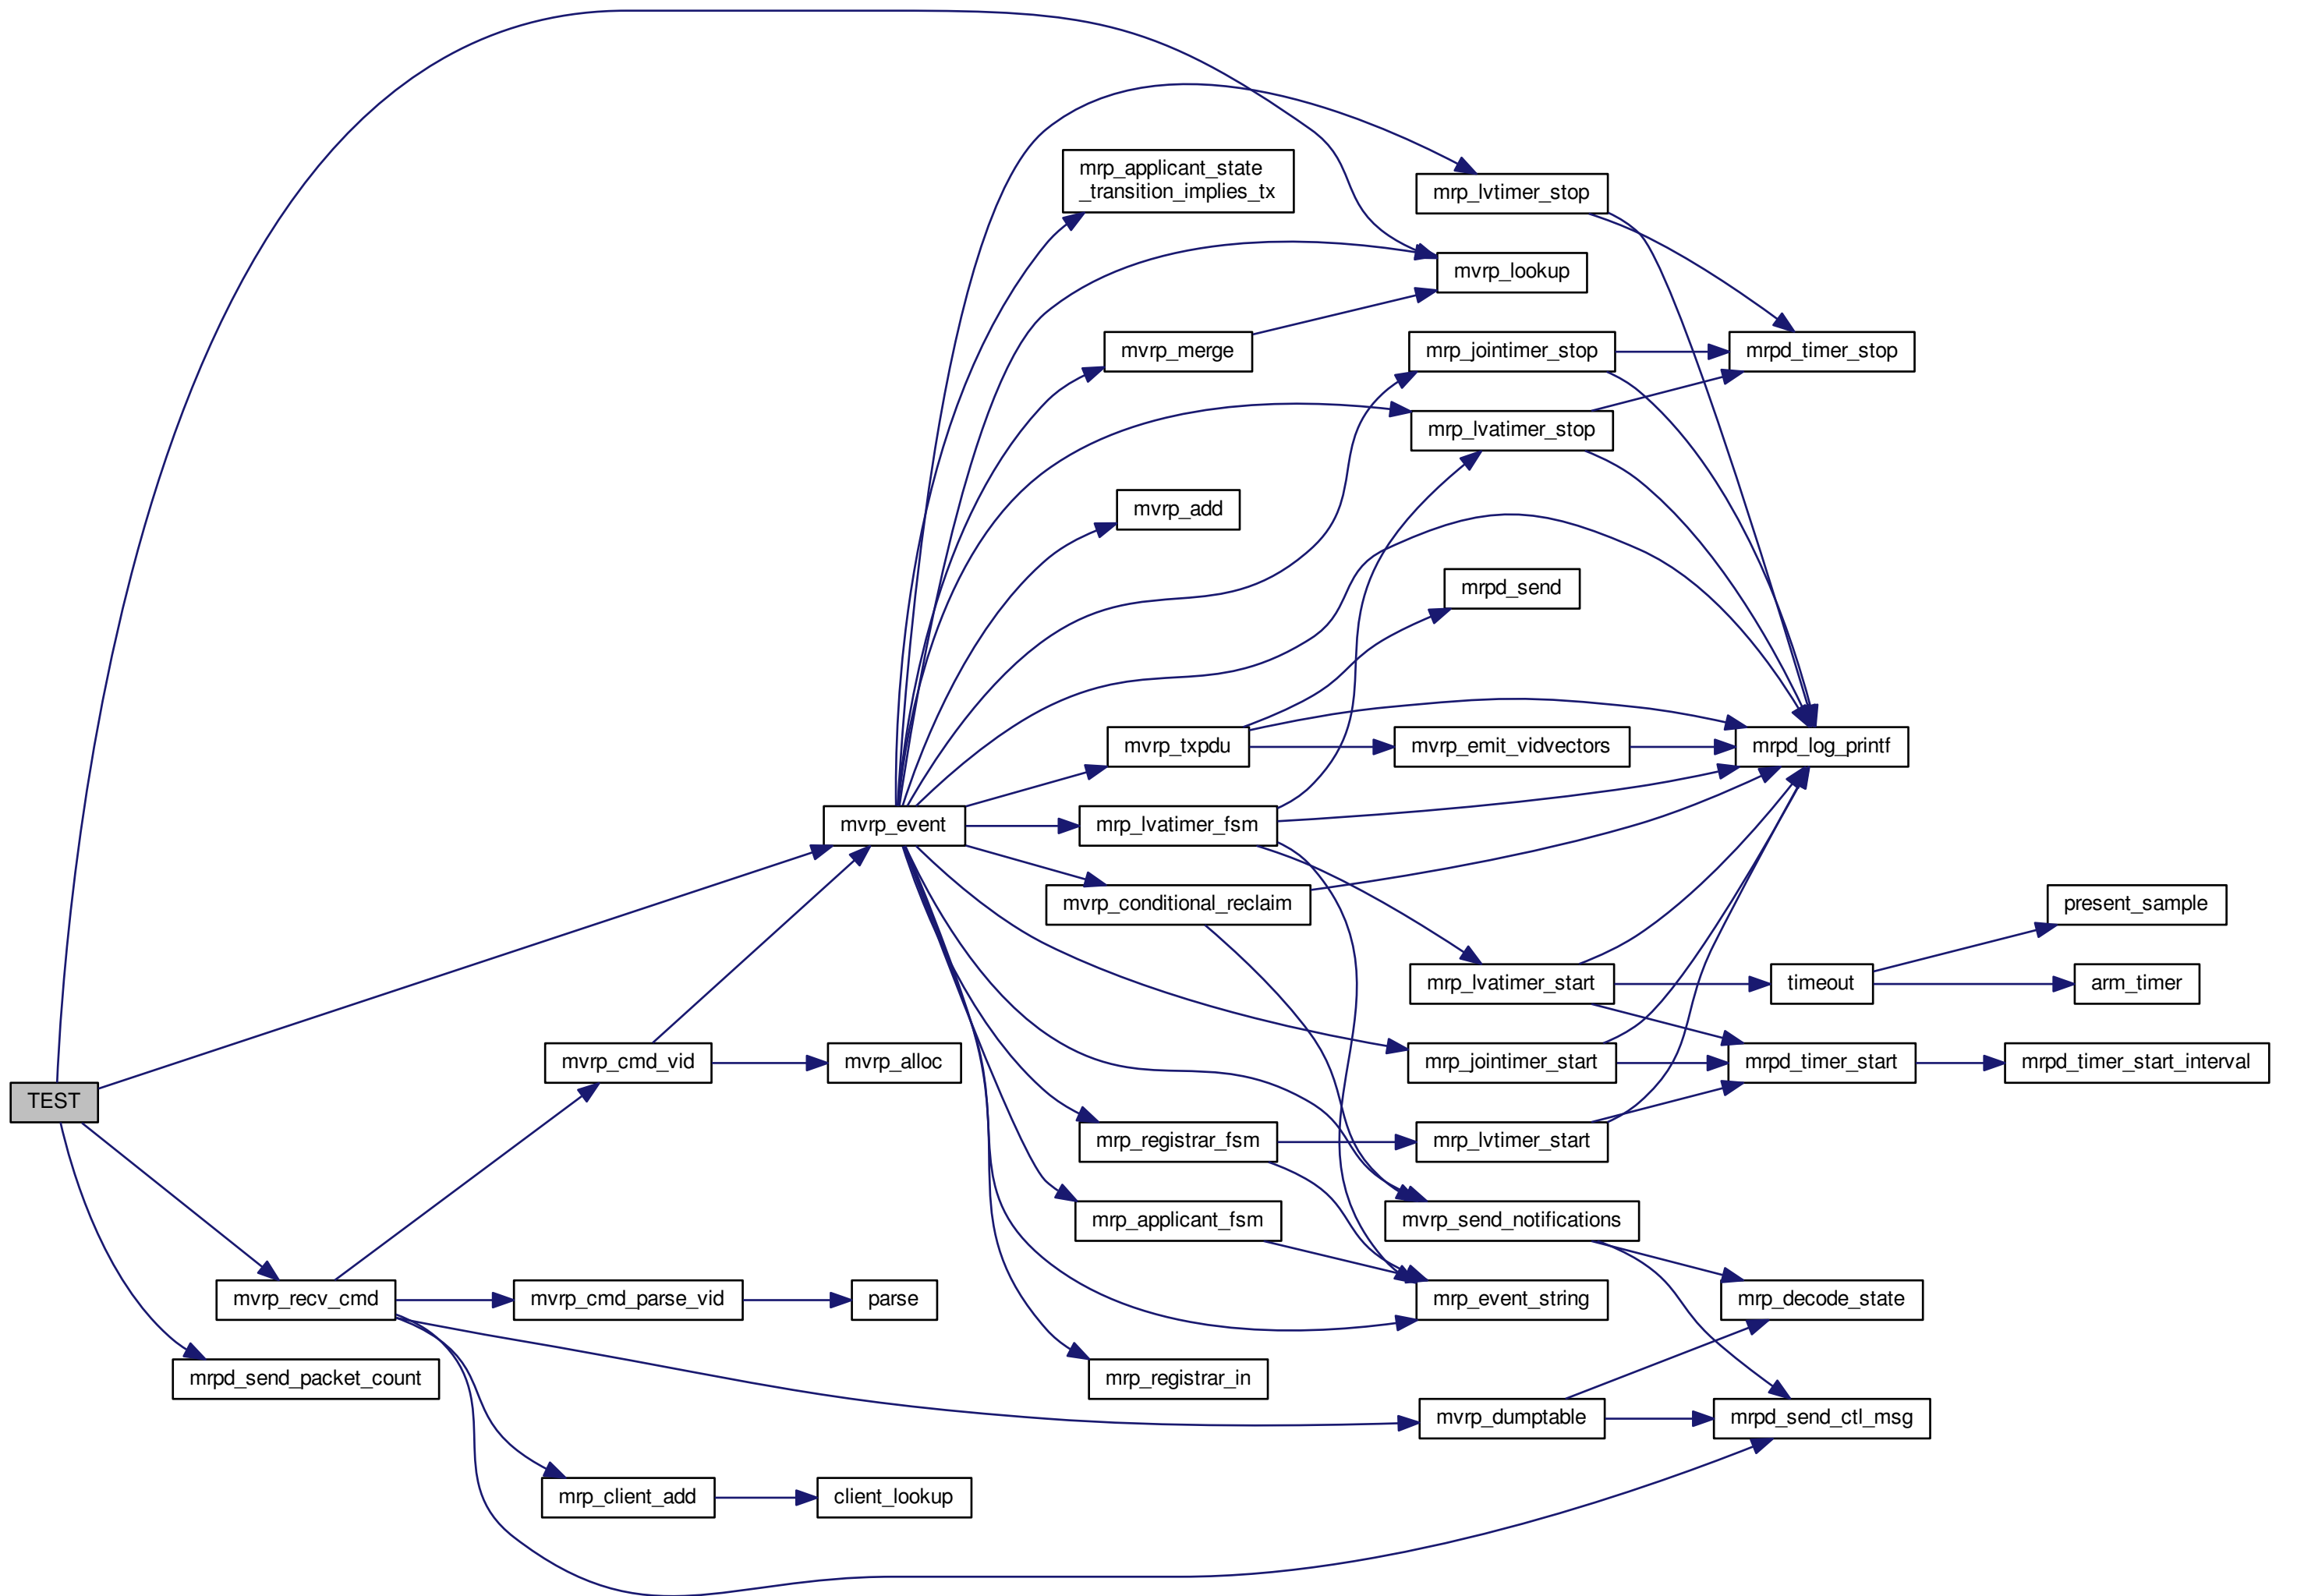 mrp_applicant_state
_transition_implies_tx
mrp_lvtimer_stop
mvrp_lookup
mvrp_merge
mrp_jointimer_stop
mrpd_timer_stop
mrp_lvatimer_stop
mvrp_add
mrpd_send
mvrp_txpdu
mvrp_emit_vidvectors
mrpd_log_printf
mvrp_event
mrp_lvatimer_fsm
mvrp_conditional_reclaim
present_sample
mrp_lvatimer_start
timeout
arm_timer
mvrp_cmd_vid
mvrp_alloc
mrp_jointimer_start
mrpd_timer_start
mrpd_timer_start_interval
TEST
mrp_registrar_fsm
mrp_lvtimer_start
mrp_applicant_fsm
mvrp_send_notifications
mvrp_recv_cmd
mvrp_cmd_parse_vid
parse
mrp_event_string
mrp_decode_state
mrpd_send_packet_count
mrp_registrar_in
mvrp_dumptable
mrpd_send_ctl_msg
mrp_client_add
client_lookup